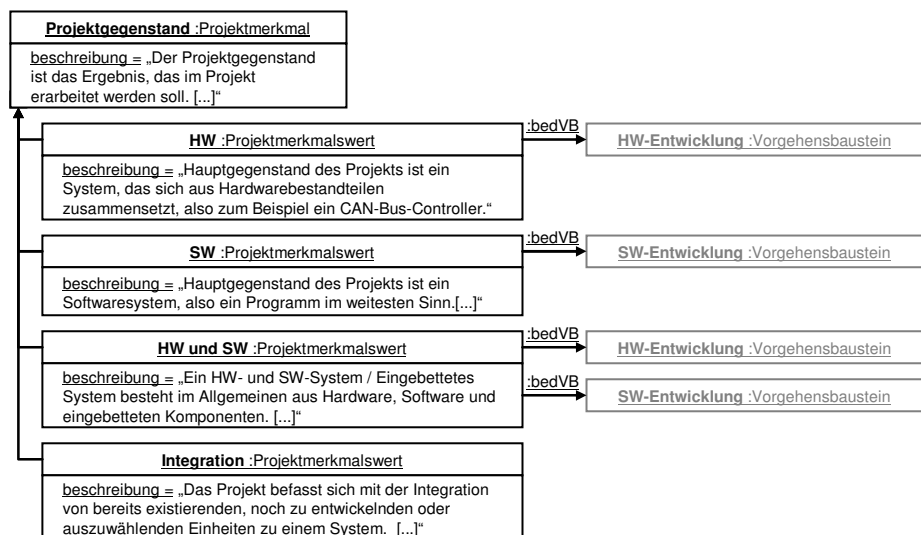 Projektgegenstand :Projektmerkmal
beschreibung = „Der Projektgegenstand
ist das Ergebnis, das im Projekt
erarbeitet werden soll. [...]“
HW :Projektmerkmalswert
:bedVB
HW-Entwicklung :Vorgehensbaustein
beschreibung = „Hauptgegenstand des Projekts ist ein
System, das sich aus Hardwarebestandteilen
zusammensetzt, also zum Beispiel ein CAN-Bus-Controller.“
SW :Projektmerkmalswert
:bedVB
SW-Entwicklung :Vorgehensbaustein
beschreibung = „Hauptgegenstand des Projekts ist ein
Softwaresystem, also ein Programm im weitesten Sinn.[...]“
HW und SW :Projektmerkmalswert
:bedVB
HW-Entwicklung :Vorgehensbaustein
beschreibung = „Ein HW- und SW-System / Eingebettetes
System besteht im Allgemeinen aus Hardware, Software und
eingebetteten Komponenten. [...]“
:bedVB
SW-Entwicklung :Vorgehensbaustein
Integration :Projektmerkmalswert
beschreibung = „Das Projekt befasst sich mit der Integration
von bereits existierenden, noch zu entwickelnden oder
auszuwählenden Einheiten zu einem System. [...]“